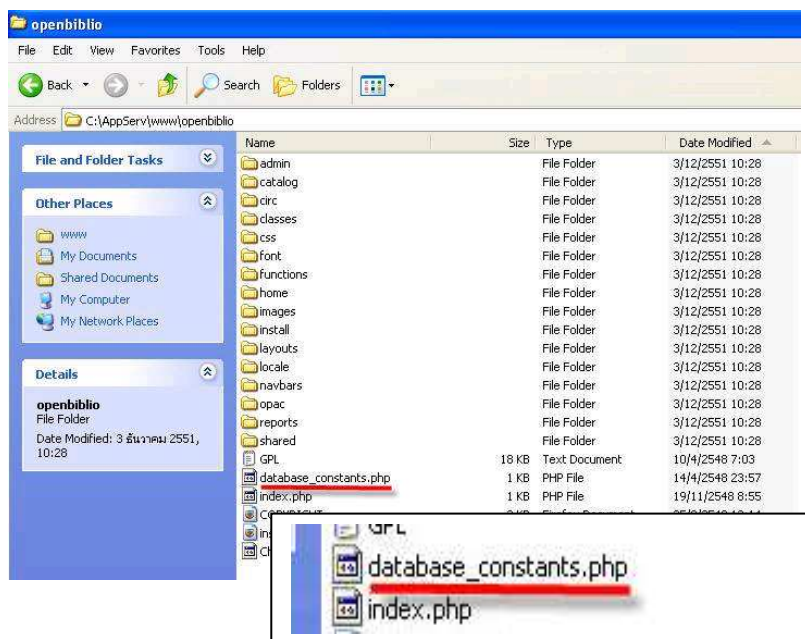 openbiblio
File Edit View Favorites Tools Help
Back Search Folders
Address C:\AppServ\www\openbiblio
File and Folder Tasks
Other Places
www
My Documents
Shared Documents
My Computer
My Network Places
Details
openbiblio
File Folder
Date Modified: 3 ธันวาคม 2551,
10:28
Name Size Type Date Modified
admin File Folder 3/12/2551 10:28
catalog File Folder 3/12/2551 10:28
circ File Folder 3/12/2551 10:28
classes File Folder 3/12/2551 10:28
css File Folder 3/12/2551 10:28
font File Folder 3/12/2551 10:28
functions File Folder 3/12/2551 10:28
home File Folder 3/12/2551 10:28
images File Folder 3/12/2551 10:28
install File Folder 3/12/2551 10:28
layouts File Folder 3/12/2551 10:28
locale File Folder 3/12/2551 10:28
navbars File Folder 3/12/2551 10:28
opac File Folder 3/12/2551 10:28
reports File Folder 3/12/2551 10:28
shared File Folder 3/12/2551 10:28
GPL 18 KB Text Document 10/4/2548 7:03
database_constants.php 1 KB PHP File 14/4/2548 23:57
index.php 1 KB PHP File 19/11/2548 8:55
GPL
database_constants.php
index.php